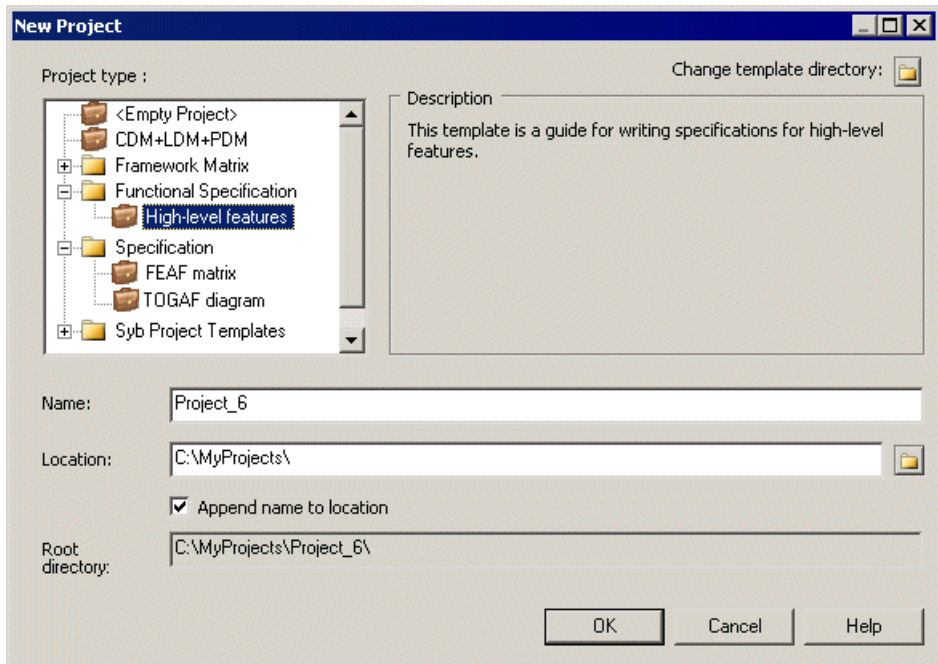 New Project
Project type :
Change template directory:
<Empty Project>
CDM+LDM+PDM
Framework Matrix
Functional Specification
High-level features
Specification
FEAF matrix
TOGAF diagram
Syb Project Templates
Description
This template is a guide for writing specifications for high-level
features.
Name:
Project_6
Location:
C:\MyProjects\
Append name to location
Root
directory:
C:\MyProjects\Project_6\
OK
Cancel
Help